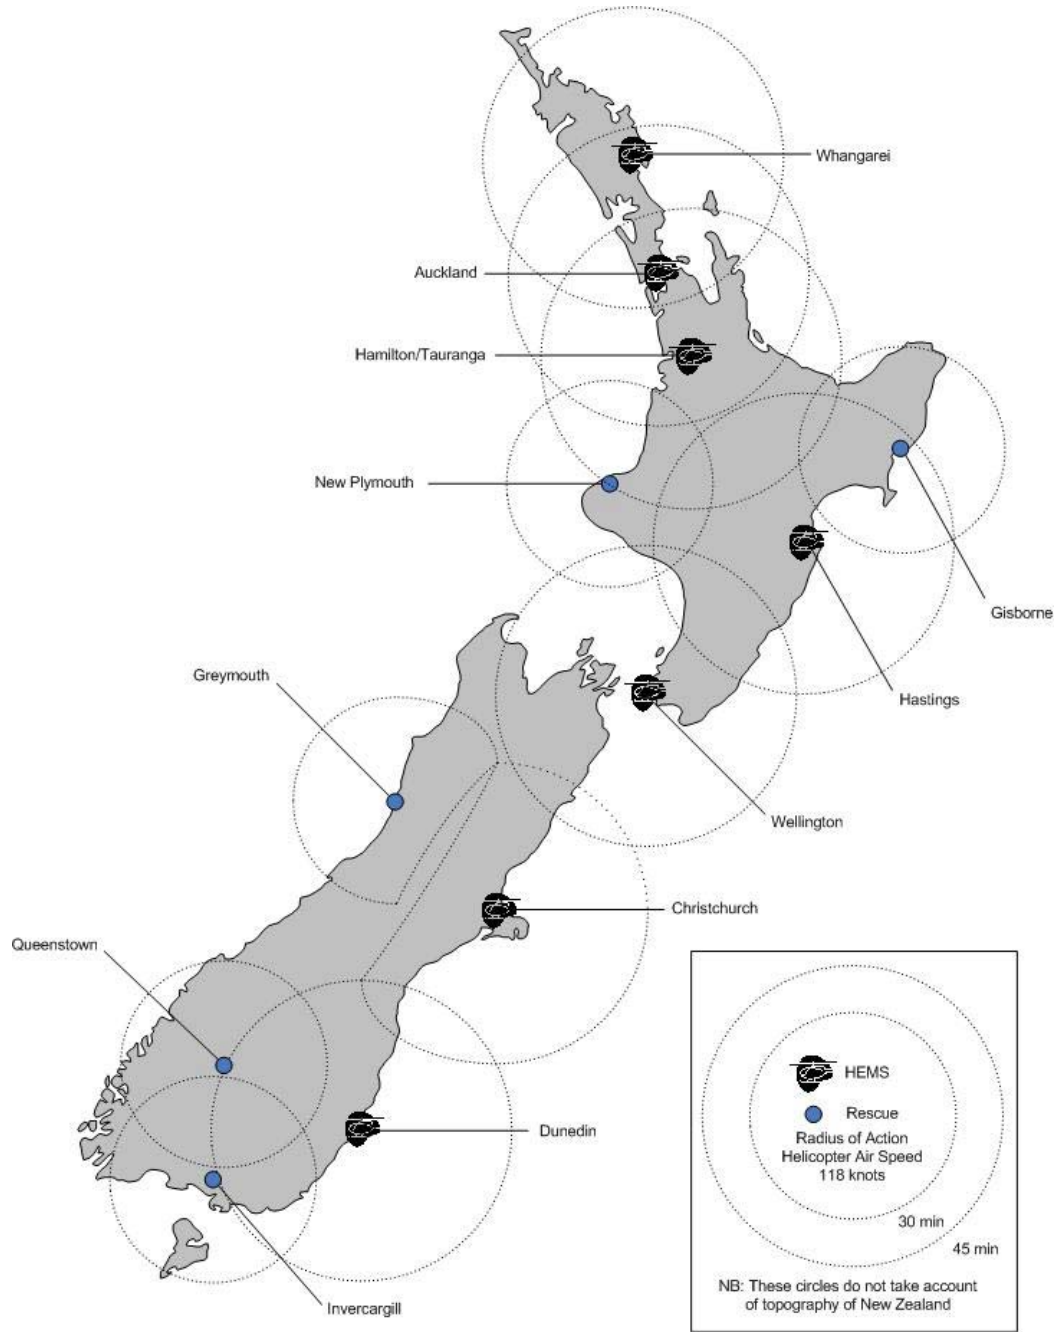 Whangarei
Auckland
Hamilton/Tauranga
New Plymouth
Gisborne
Greymouth
Hastings
Wellington
Christchurch
Queenstown
Dunedin
Invercargill
HEMS
Rescue
Radius of Action
Helicopter Air Speed
118 knots
30 min
45 min
NB: These circles do not take account
of topography of New Zealand